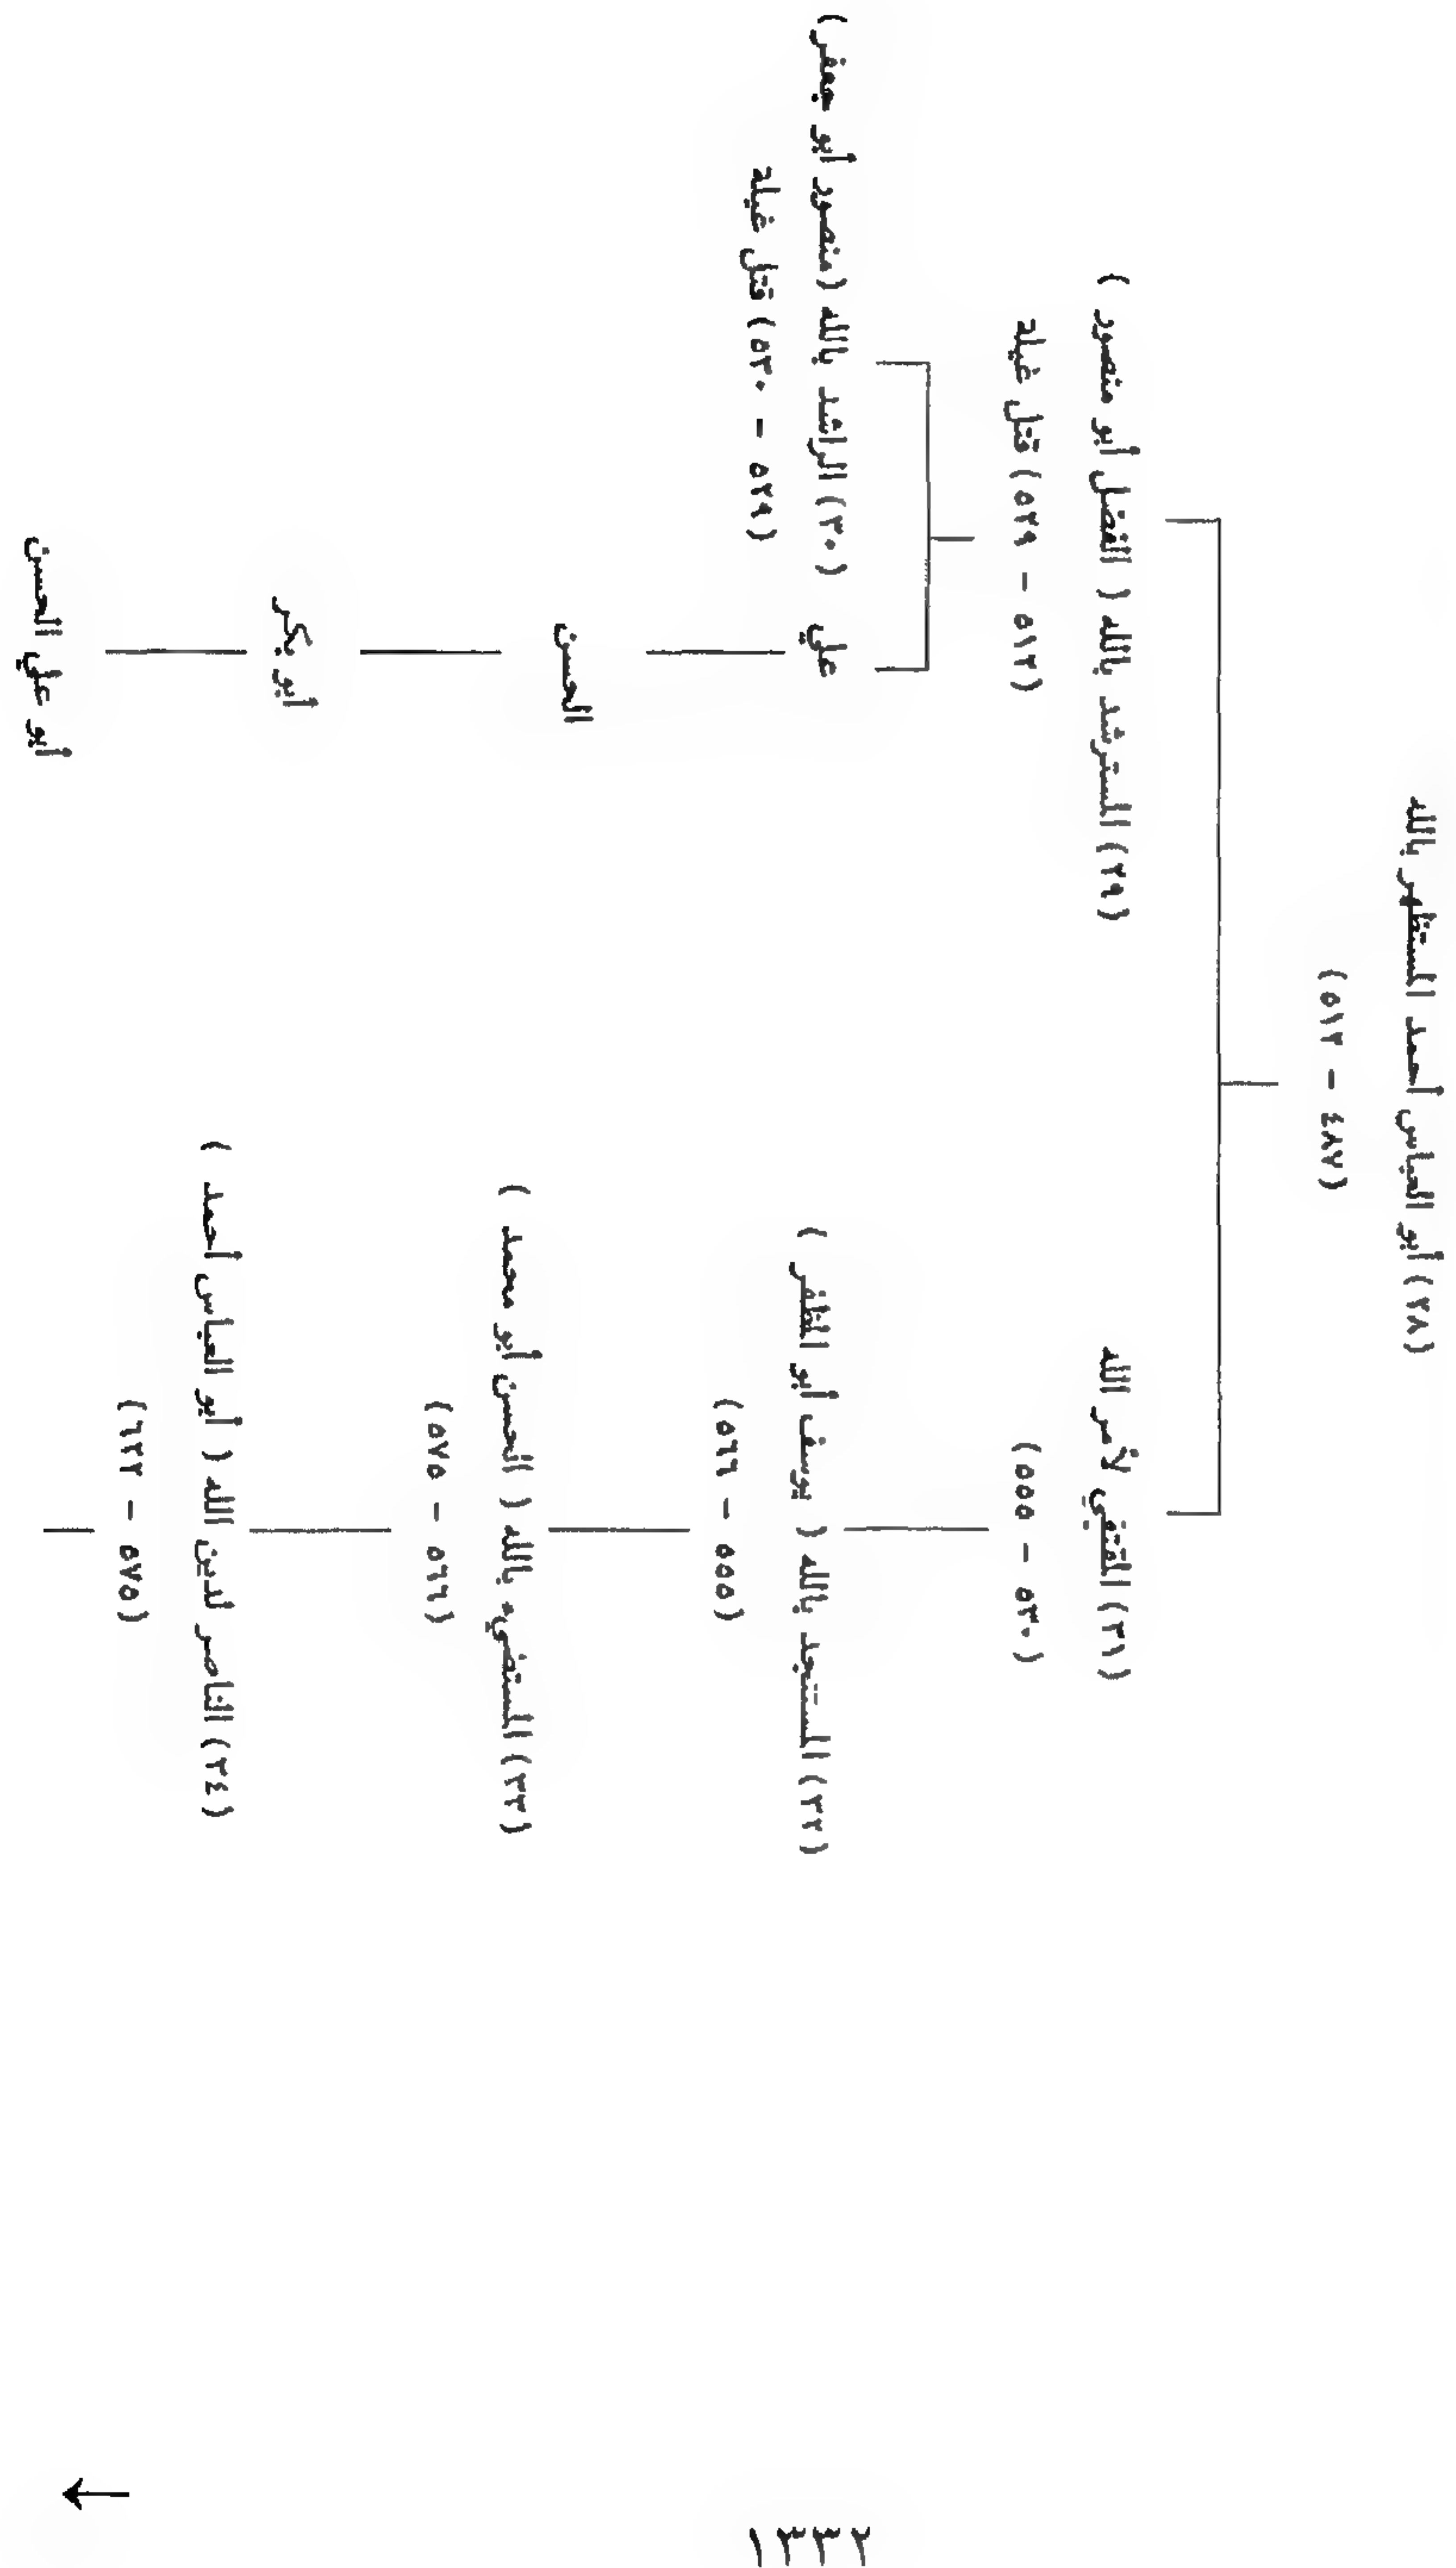 (٢٨) أبو العباس أحمد المستظهر بالله
(٤٨٧ - ٥١٢)
(٢٩) المسترشد بالله ( الفضل أبو منصور )
(٥١٢ - ٥٢٩) قتل غيلة
(٣١) المقتفي لأمر الله
(٥٣٠ - ٥٥٥)
علي
(٣٠) الراشد بالله (منصور أبو جعفر)
(٥٢٩ - ٥٣٠) قتل غيلة
(٣٢) المستنجد بالله ( يوسف أبو المظفر )
(٥٥٥ - ٥٦٦)
الحسن
(٣٣) المستضيء بالله ( الحسن أبو محمد )
(٥٦٦ - ٥٧٥)
أبو بكر
(٣٤) الناصر لدين الله ( أبو العباس أحمد )
(٥٧٥ - ٦٢٢)
أبو علي الحسن
١٣٣٢